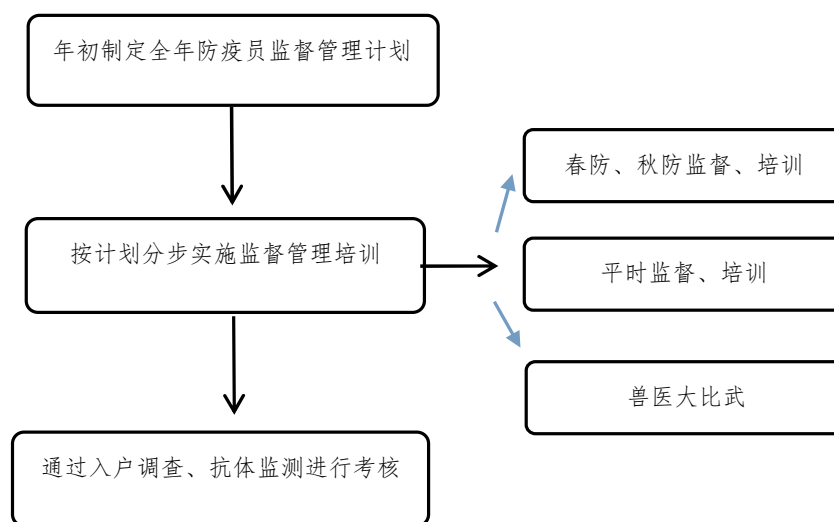 年初制定全年防疫员监督管理计划
春防、秋防监督、培训
按计划分步实施监督管理培训
平时监督、培训
兽医大比武
通过入户调查、抗体监测进行考核